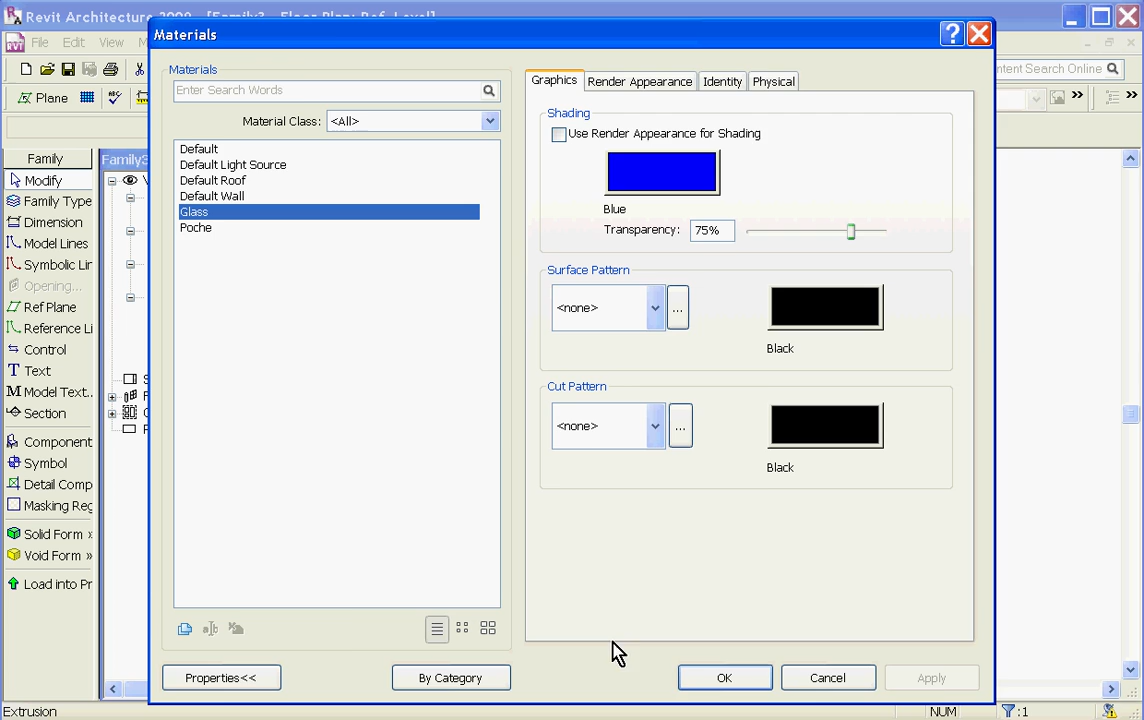 Revit Architecture 2009 - [Family3 - Floor Plan: Ref. Level]
Materials
File Edit View
ntent Search Online
Plane
Family
Modify
Family Type
Dimension
Model Lines
Symbolic Lir
Opening...
Ref Plane
Reference Li
Control
Text
Model Text..
Section
Component
Symbol
Detail Comp
Masking Reg
Solid Form »
Void Form »
Load into Pr
Family3
Materials
Enter Search Words
Material Class: <All>
Default
Default Light Source
Default Roof
Default Wall
Glass
Poche
Properties<<
By Category
Graphics Render Appearance Identity Physical
Shading
Use Render Appearance for Shading
Blue
Transparency: 75%
Surface Pattern
<none> ...
Black
Cut Pattern
<none> ...
Black
OK Cancel Apply
Extrusion
NUM
:1